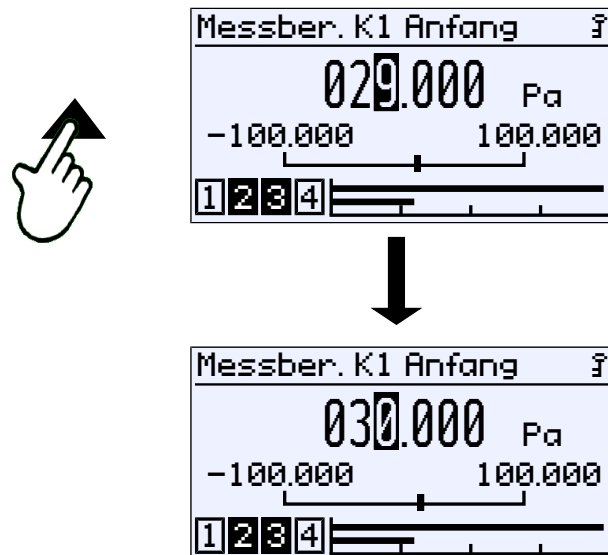 Messber. K1 Anfang
029.000 Pa
-100.000 100.000
1 2 3 4
Messber. K1 Anfang
030.000 Pa
-100.000 100.000
1 2 3 4